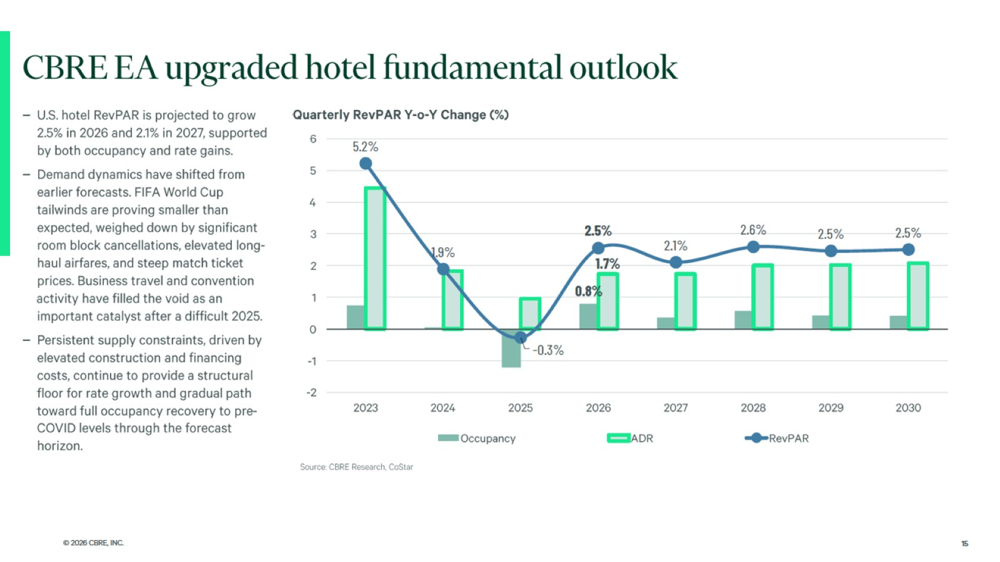 CBRE EA upgraded hotel fundamental outlook
– U.S. hotel RevPAR is projected to grow
2.5% in 2026 and 2.1% in 2027, supported
by both occupancy and rate gains.
– Demand dynamics have shifted from
earlier forecasts. FIFA World Cup
tailwinds are proving smaller than
expected, weighed down by significant
room block cancellations, elevated long-
haul airfares, and steep match ticket
prices. Business travel and convention
activity have filled the void as an
important catalyst after a difficult 2025.
– Persistent supply constraints, driven by
elevated construction and financing
costs, continue to provide a structural
floor for rate growth and gradual path
toward full occupancy recovery to pre-
COVID levels through the forecast
horizon.
Quarterly RevPAR Y-o-Y Change (%)
6
5
4
3
2
1
0
-1
-2
5.2%
1.9%
-0.3%
2.5%
1.7%
0.8%
2.1%
2.6%
2.5%
2.5%
2023 2024 2025 2026 2027 2028 2029 2030
Occupancy ADR RevPAR
Source: CBRE Research, CoStar
© 2026 CBRE, INC.
15